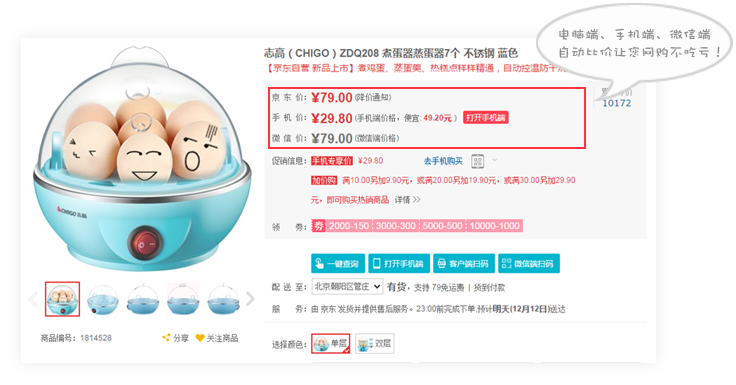 电脑端、手机端、微信端
自动比价让您网购不吃亏！
志高（CHIGO）ZDQ208 煮蛋器蒸蛋器7个 不锈钢 蓝色
【京东自营 新品上市】煮鸡蛋、蒸蛋羹、热糕点样样精通，自动控温防干
10172
京 东 价： ¥79.00 (降价通知)
手 机 价： ¥29.80 (手机端价格，便宜: 49.20元 ) 打开手机端
微 信 价： ¥79.00 (微信端价格)
促销信息： 手机专享价 ¥29.80 去手机购买
加价购 满10.00另加9.90元，或满20.00另加19.90元，或满30.00另加29.90
元，即可购买热销商品 详情 >>
领 券： 券 2000-150 3000-300 5000-500 10000-1000
CHIGO 志高
一键查询 打开手机端 客户端扫码 微信端扫码
配 送 至： 北京朝阳区管庄 有货，支持 79免运费 | 货到付款
服 务： 由 京东 发货并提供售后服务。23:00前完成下单,预计明天(12月12日)送达
商品编号： 1814528 分享 关注商品
选择颜色： 单层 双层